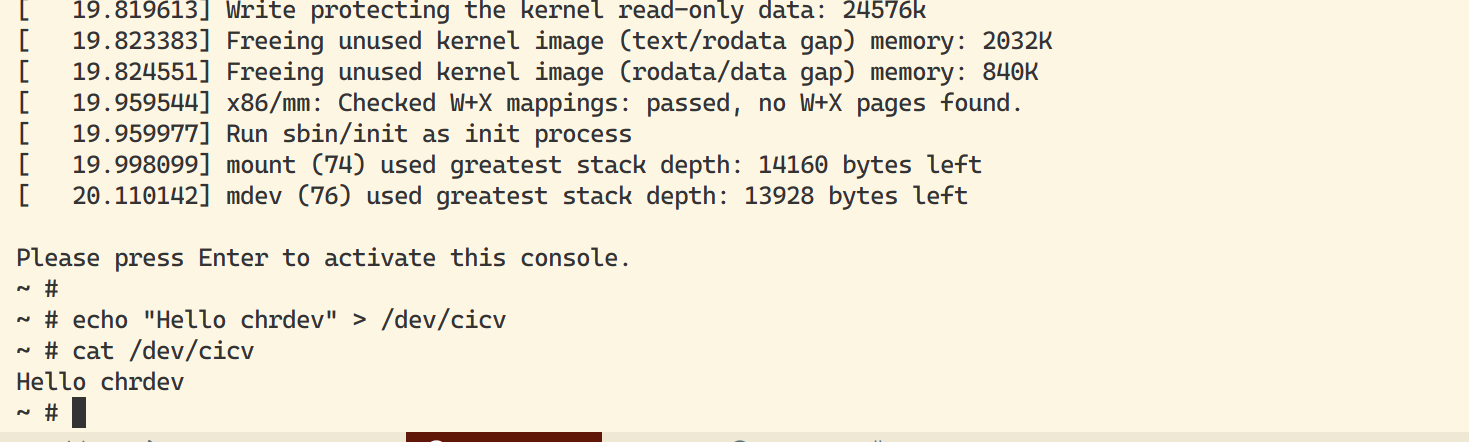 [   19.819613] Write protecting the kernel read-only data: 24576k
[   19.823383] Freeing unused kernel image (text/rodata gap) memory: 2032K
[   19.824551] Freeing unused kernel image (rodata/data gap) memory: 840K
[   19.959544] x86/mm: Checked W+X mappings: passed, no W+X pages found.
[   19.959977] Run sbin/init as init process
[   19.998099] mount (74) used greatest stack depth: 14160 bytes left
[   20.110142] mdev (76) used greatest stack depth: 13928 bytes left
Please press Enter to activate this console.
~ #
~ # echo "Hello chrdev" > /dev/cicv
~ # cat /dev/cicv
Hello chrdev
~ #